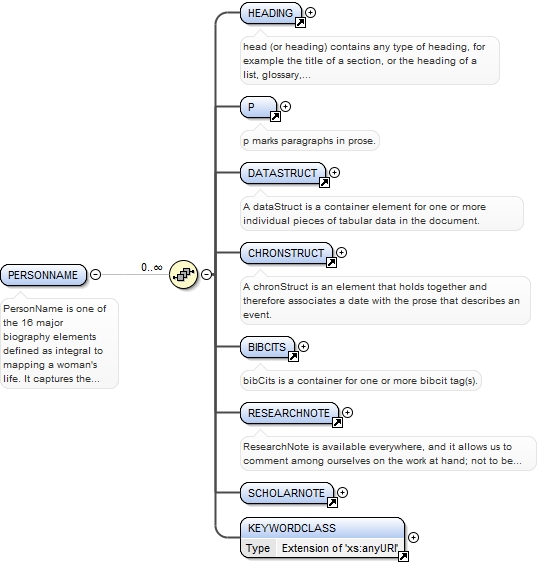 HEADING
head (or heading) contains any type of heading, for
example the title of a section, or the heading of a
list, glossary,...
P
p marks paragraphs in prose.
DATASTRUCT
A dataStruct is a container element for one or more
individual pieces of tabular data in the document.
CHRONSTRUCT
A chronStruct is an element that holds together and
therefore associates a date with the prose that describes an
event.
PERSONNAME
0..∞
PersonName is one of
the 16 major
biography elements
defined as integral to
mapping a woman's
life. It captures the...
BIBCITS
bibCits is a container for one or more bibcit tag(s).
RESEARCHNOTE
ResearchNote is available everywhere, and it allows us to
comment among ourselves on the work at hand; not to be...
SCHOLARNOTE
KEYWORDCLASS
Type Extension of 'xs:anyURI'